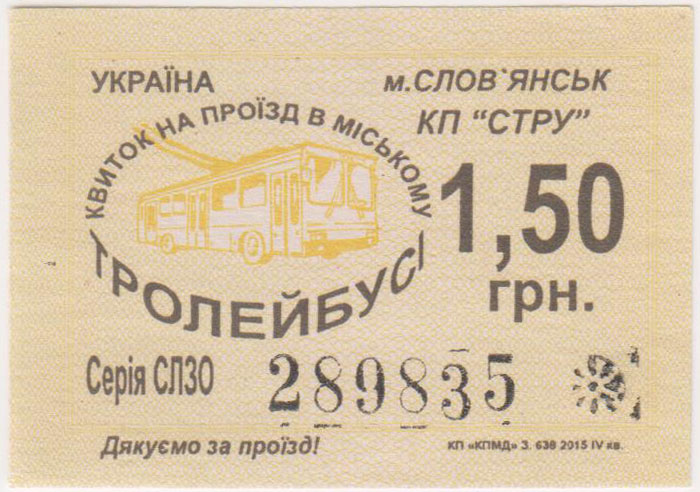 УКРАЇНА
м.СЛОВ`ЯНСЬК
КП “СТРУ”
КВИТОК НА ПРОЇЗД В МІСЬКОМУ
ТРОЛЕЙБУСІ
1,50
грн.
Серія СЛЗО
289835
Дякуємо за проїзд!
КП «КПМД» З. 639 2015 IV кв.